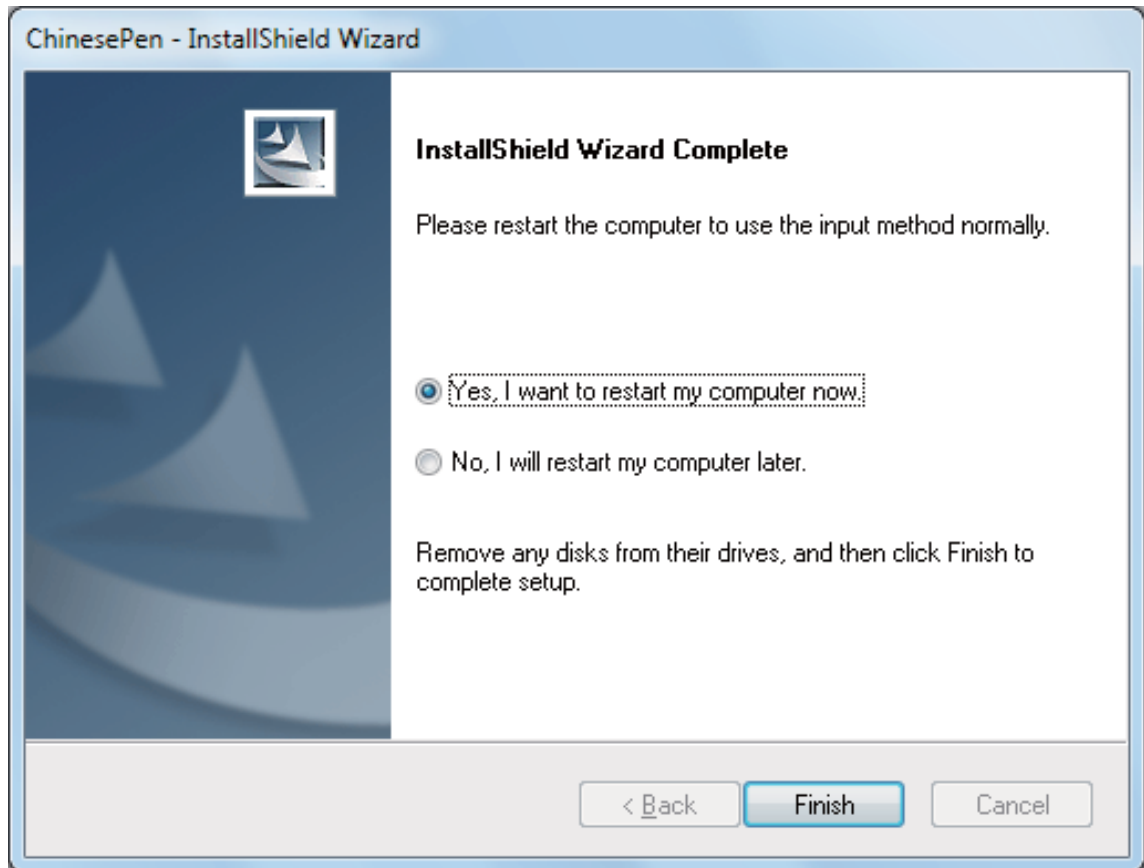 ChinesePen - InstallShield Wizard
InstallShield Wizard Complete
Please restart the computer to use the input method normally.
Yes, I want to restart my computer now.
No, I will restart my computer later.
Remove any disks from their drives, and then click Finish to
complete setup.
< Back Finish Cancel